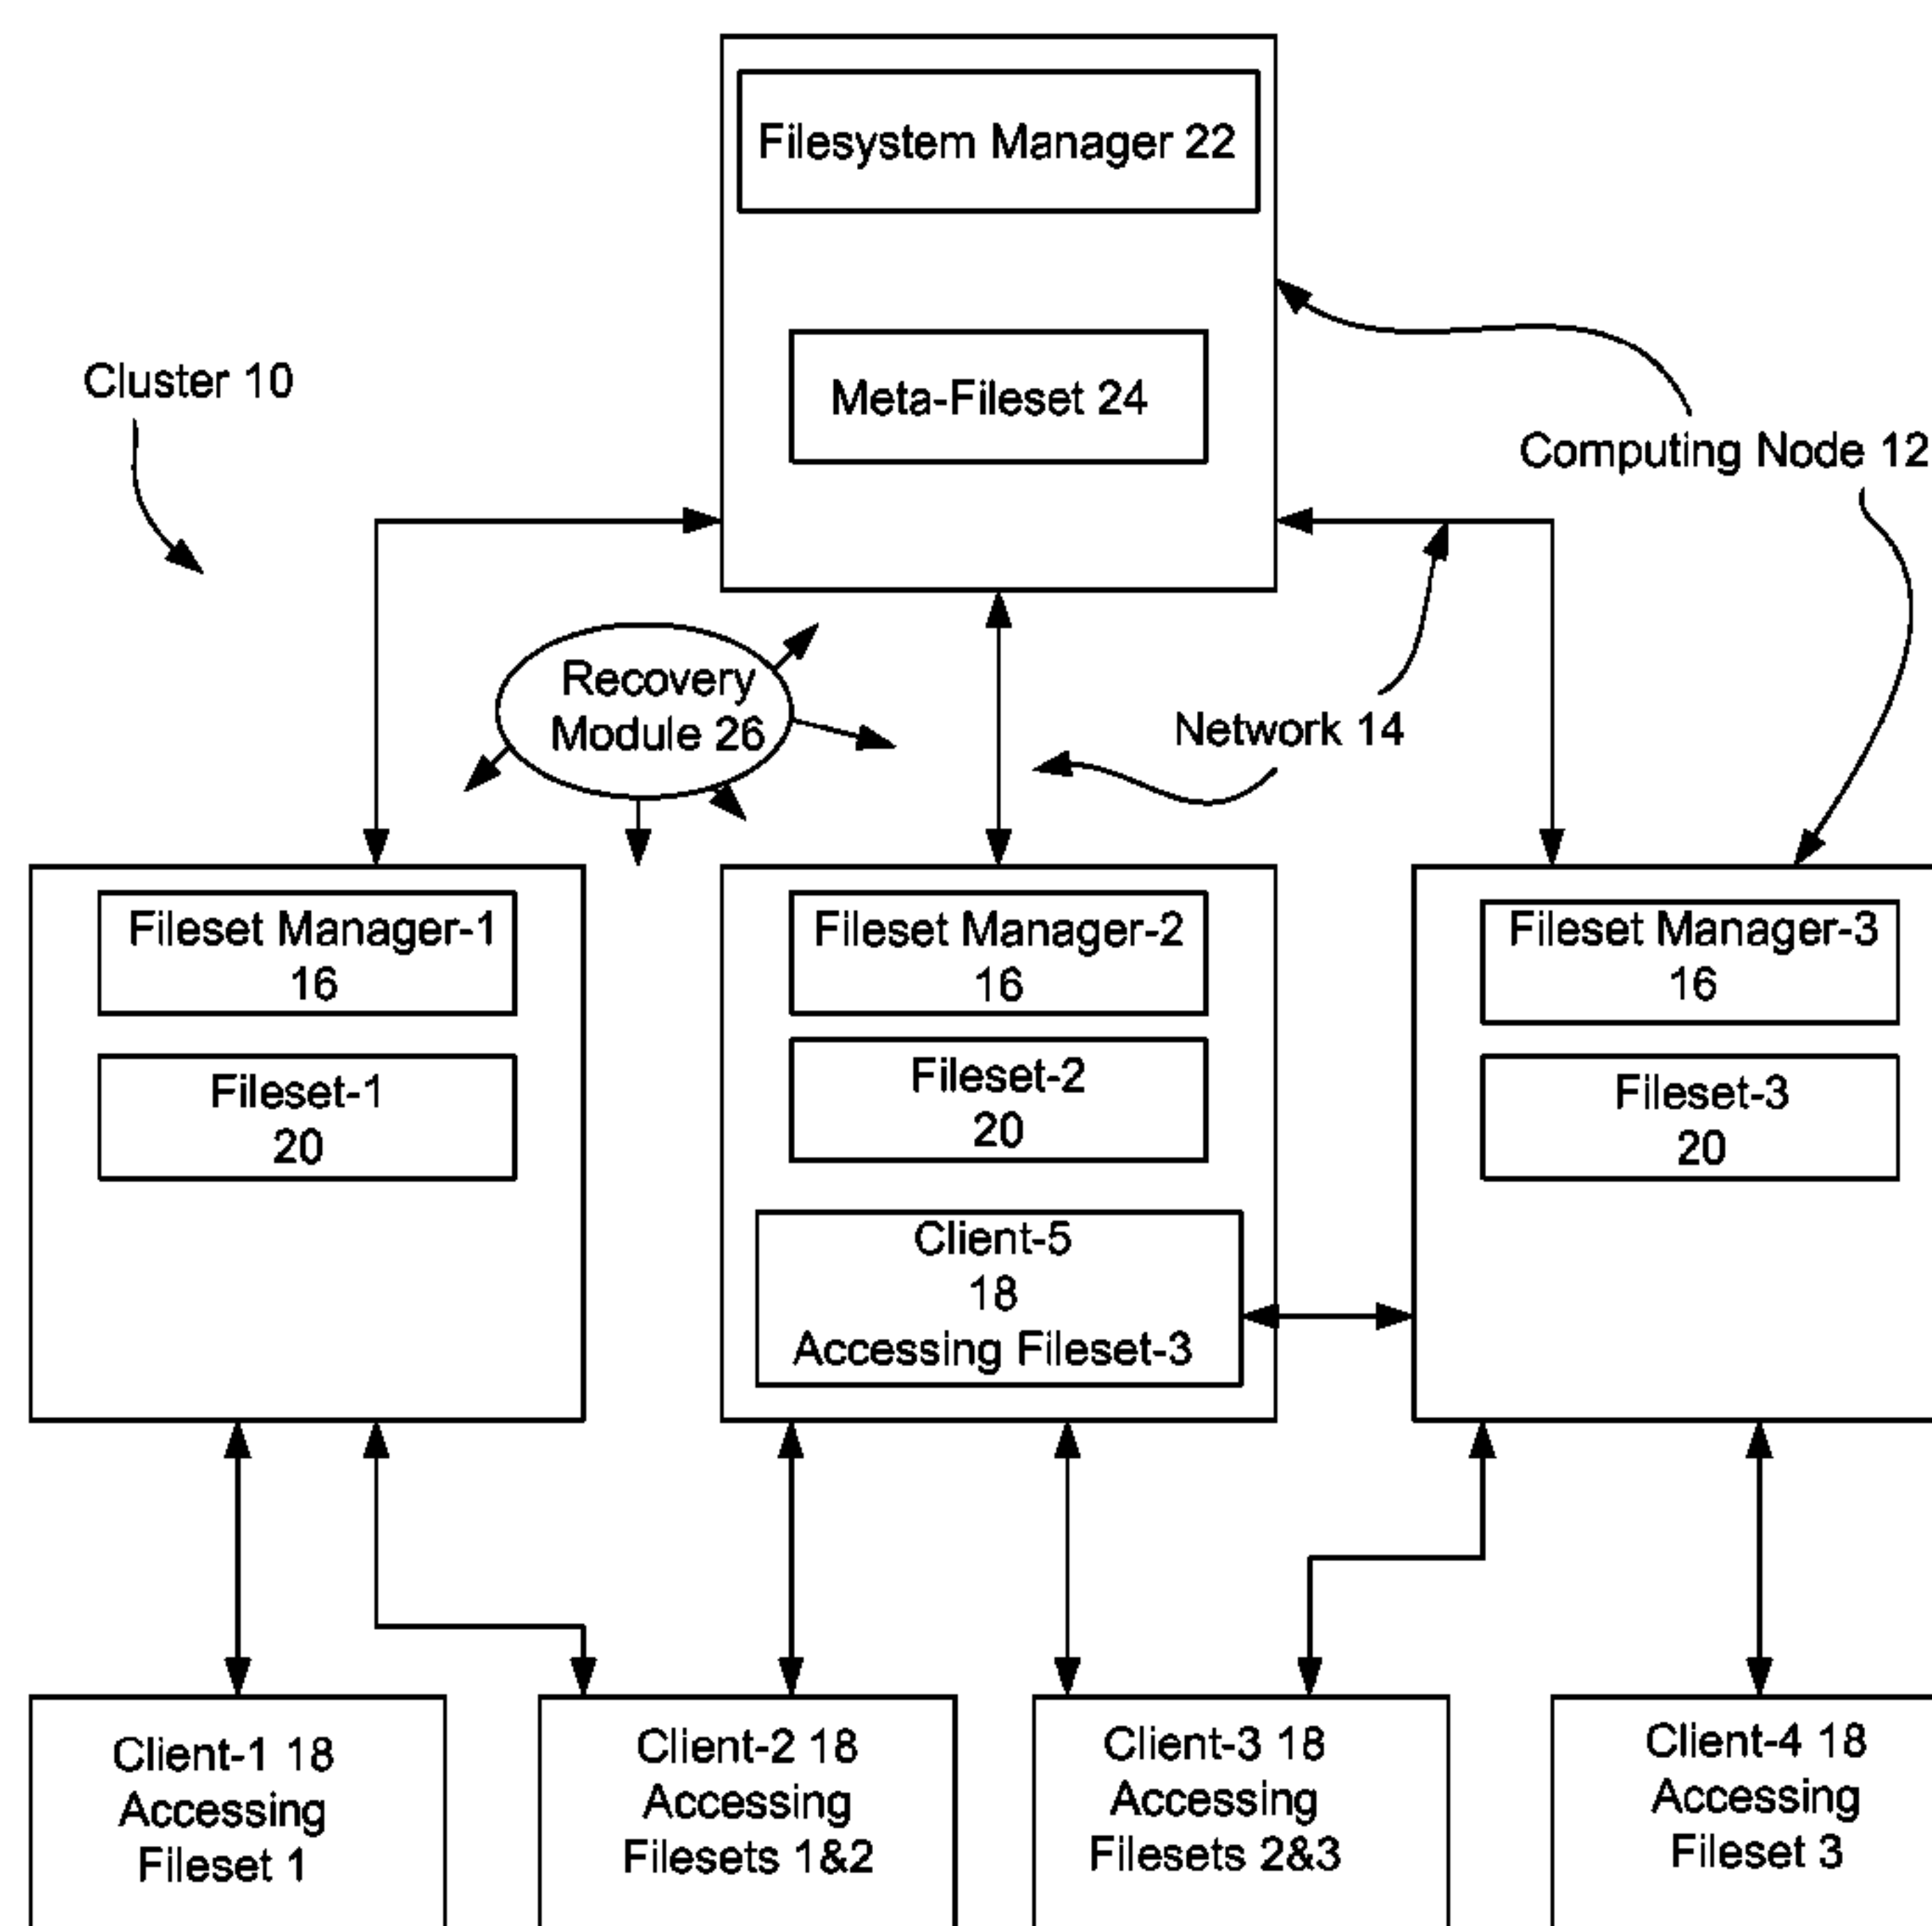 Filesystem Manager 22
Meta-Fileset 24
Cluster 10
Computing Node 12
Recovery
Module 26
Network 14
Fileset Manager-1
16
Fileset-1
20
Fileset Manager-2
16
Fileset-2
20
Client-5
18
Accessing Fileset-3
Fileset Manager-3
16
Fileset-3
20
Client-1 18
Accessing
Fileset 1
Client-2 18
Accessing
Filesets 1&2
Client-3 18
Accessing
Filesets 2&3
Client-4 18
Accessing
Fileset 3